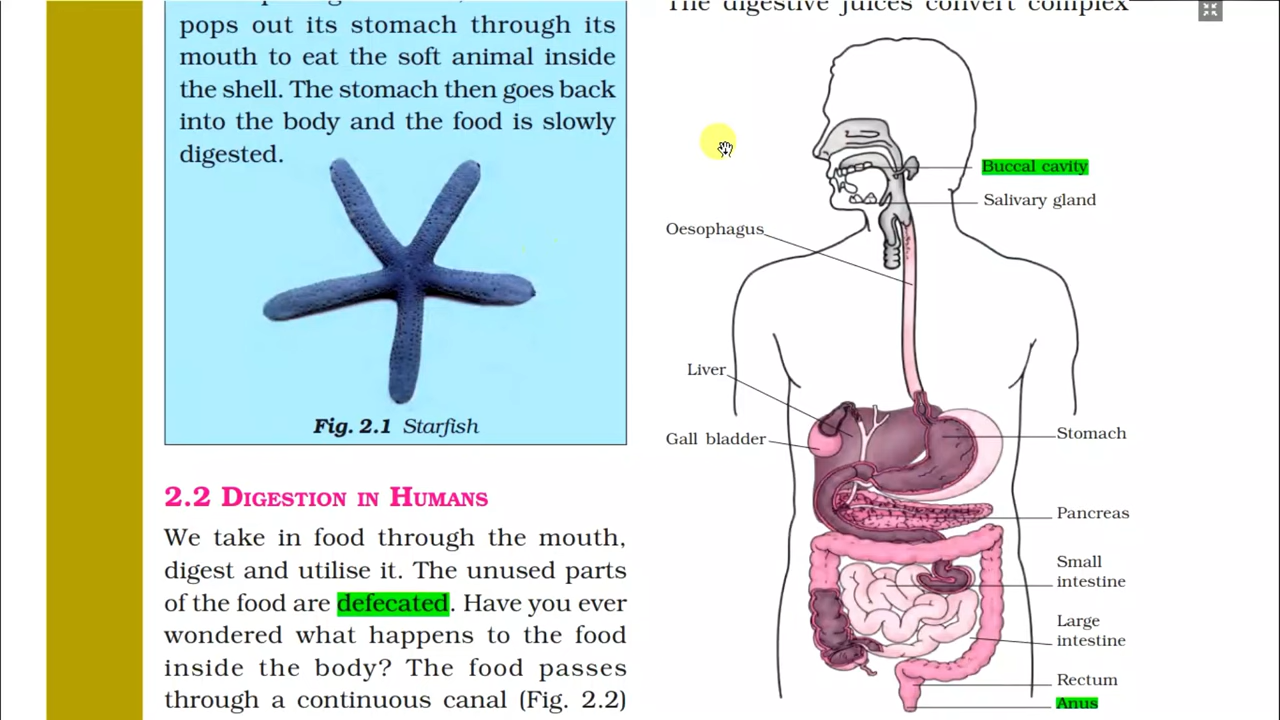 pops out its stomach through its
mouth to eat the soft animal inside
the shell. The stomach then goes back
into the body and the food is slowly
digested.
Fig. 2.1 Starfish
2.2 DIGESTION IN HUMANS
We take in food through the mouth,
digest and utilise it. The unused parts
of the food are defecated. Have you ever
wondered what happens to the food
inside the body? The food passes
through a continuous canal (Fig. 2.2)
The digestive juices convert complex
Buccal cavity
Salivary gland
Oesophagus
Liver
Gall bladder
Stomach
Pancreas
Small
intestine
Large
intestine
Rectum
Anus